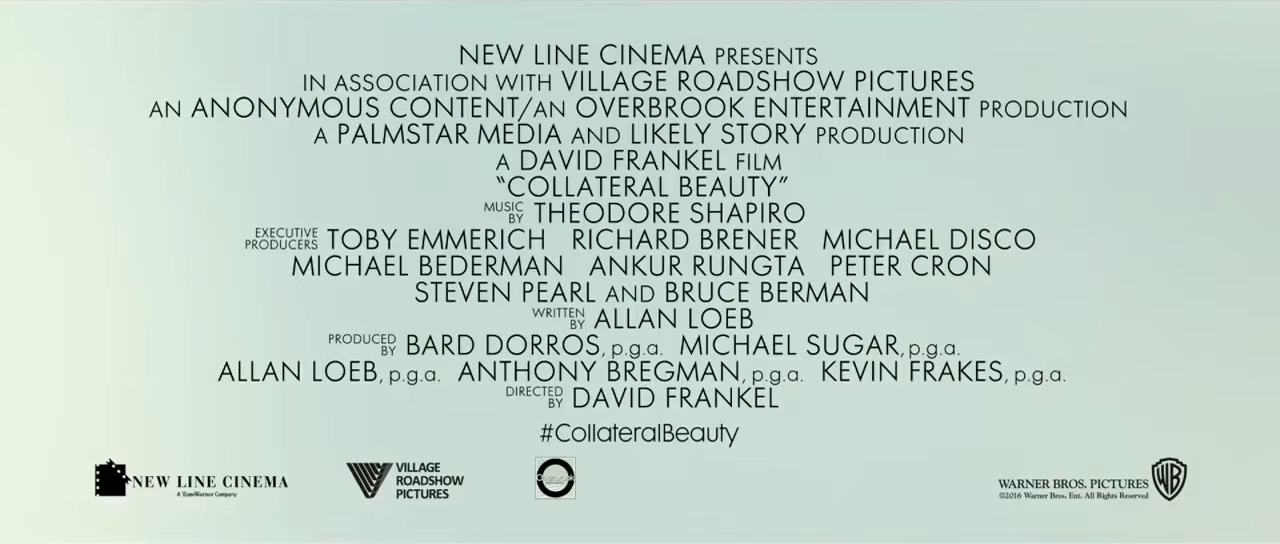 NEW LINE CINEMA PRESENTS
IN ASSOCIATION WITH VILLAGE ROADSHOW PICTURES
AN ANONYMOUS CONTENT/AN OVERBROOK ENTERTAINMENT PRODUCTION
A PALMSTAR MEDIA AND LIKELY STORY PRODUCTION
A DAVID FRANKEL FILM
“COLLATERAL BEAUTY”
MUSIC BY THEODORE SHAPIRO
EXECUTIVE PRODUCERS TOBY EMMERICH RICHARD BRENER MICHAEL DISCO
MICHAEL BEDERMAN ANKUR RUNGTA PETER CRON
STEVEN PEARL AND BRUCE BERMAN
WRITTEN BY ALLAN LOEB
PRODUCED BY BARD DORROS, p.g.a. MICHAEL SUGAR, p.g.a.
ALLAN LOEB, p.g.a. ANTHONY BREGMAN, p.g.a. KEVIN FRAKES, p.g.a.
DIRECTED BY DAVID FRANKEL
#CollateralBeauty
NEW LINE CINEMA
A TimeWarner Company
VILLAGE
ROADSHOW
PICTURES
WARNER BROS. PICTURES
©2016 Warner Bros. Ent. All Rights Reserved
WB